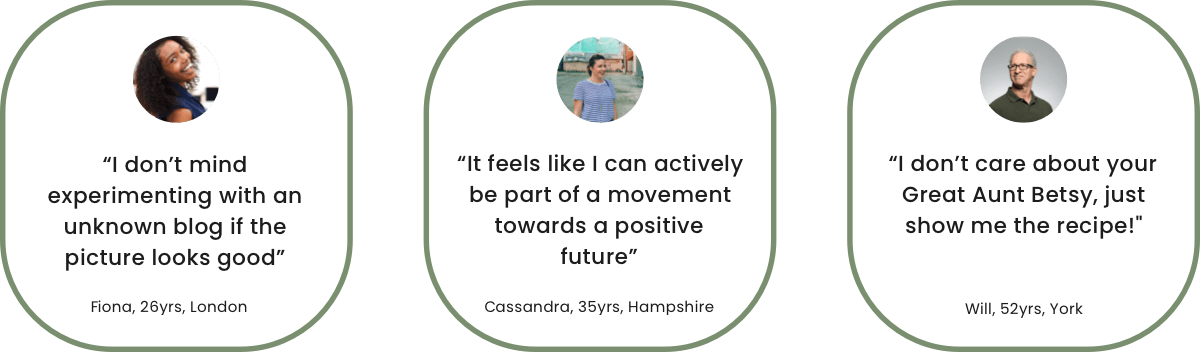 “I don’t mind
experimenting with an
unknown blog if the
picture looks good”
Fiona, 26yrs, London
“It feels like I can actively
be part of a movement
towards a positive
future”
Cassandra, 35yrs, Hampshire
“I don’t care about your
Great Aunt Betsy, just
show me the recipe!"
Will, 52yrs, York